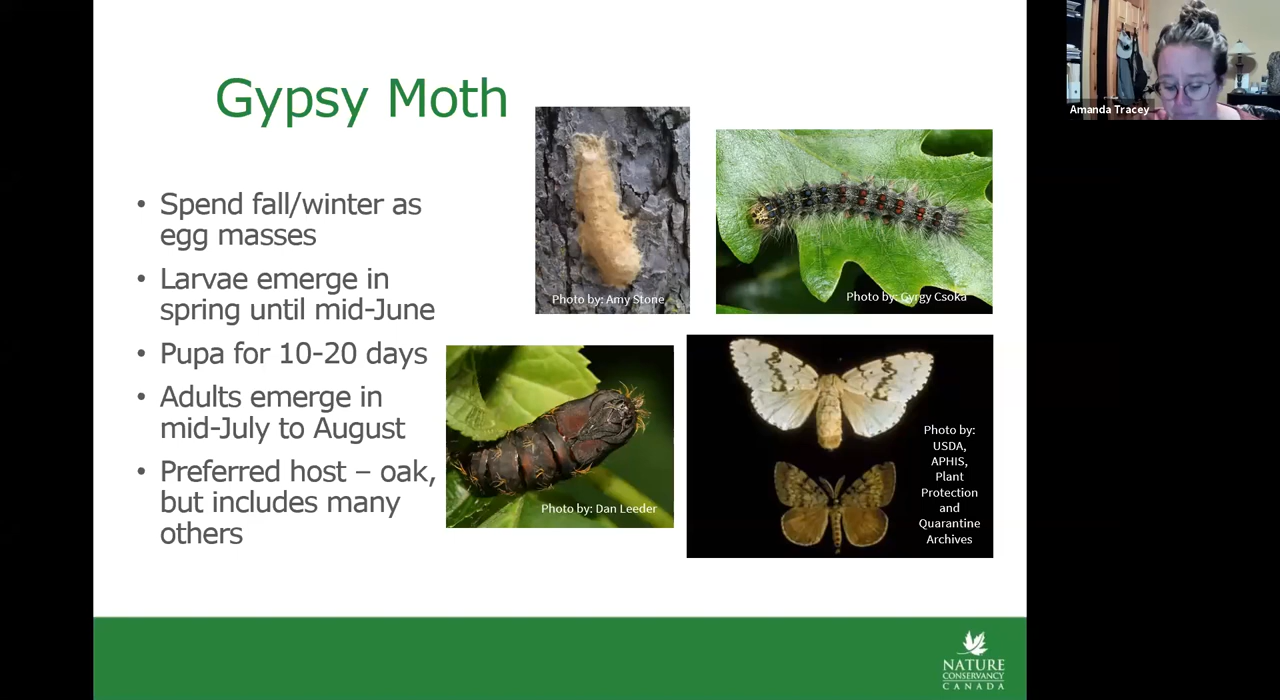 Gypsy Moth
• Spend fall/winter as
egg masses
• Larvae emerge in
spring until mid-June
• Pupa for 10-20 days
• Adults emerge in
mid-July to August
• Preferred host – oak,
but includes many
others
Photo by: Amy Stone
Photo by: Gyrgy Csoka
Photo by: Dan Leeder
Photo by:
USDA,
APHIS,
Plant
Protection
and
Quarantine
Archives
NATURE
CONSERVANCY
CANADA
Amanda Tracey